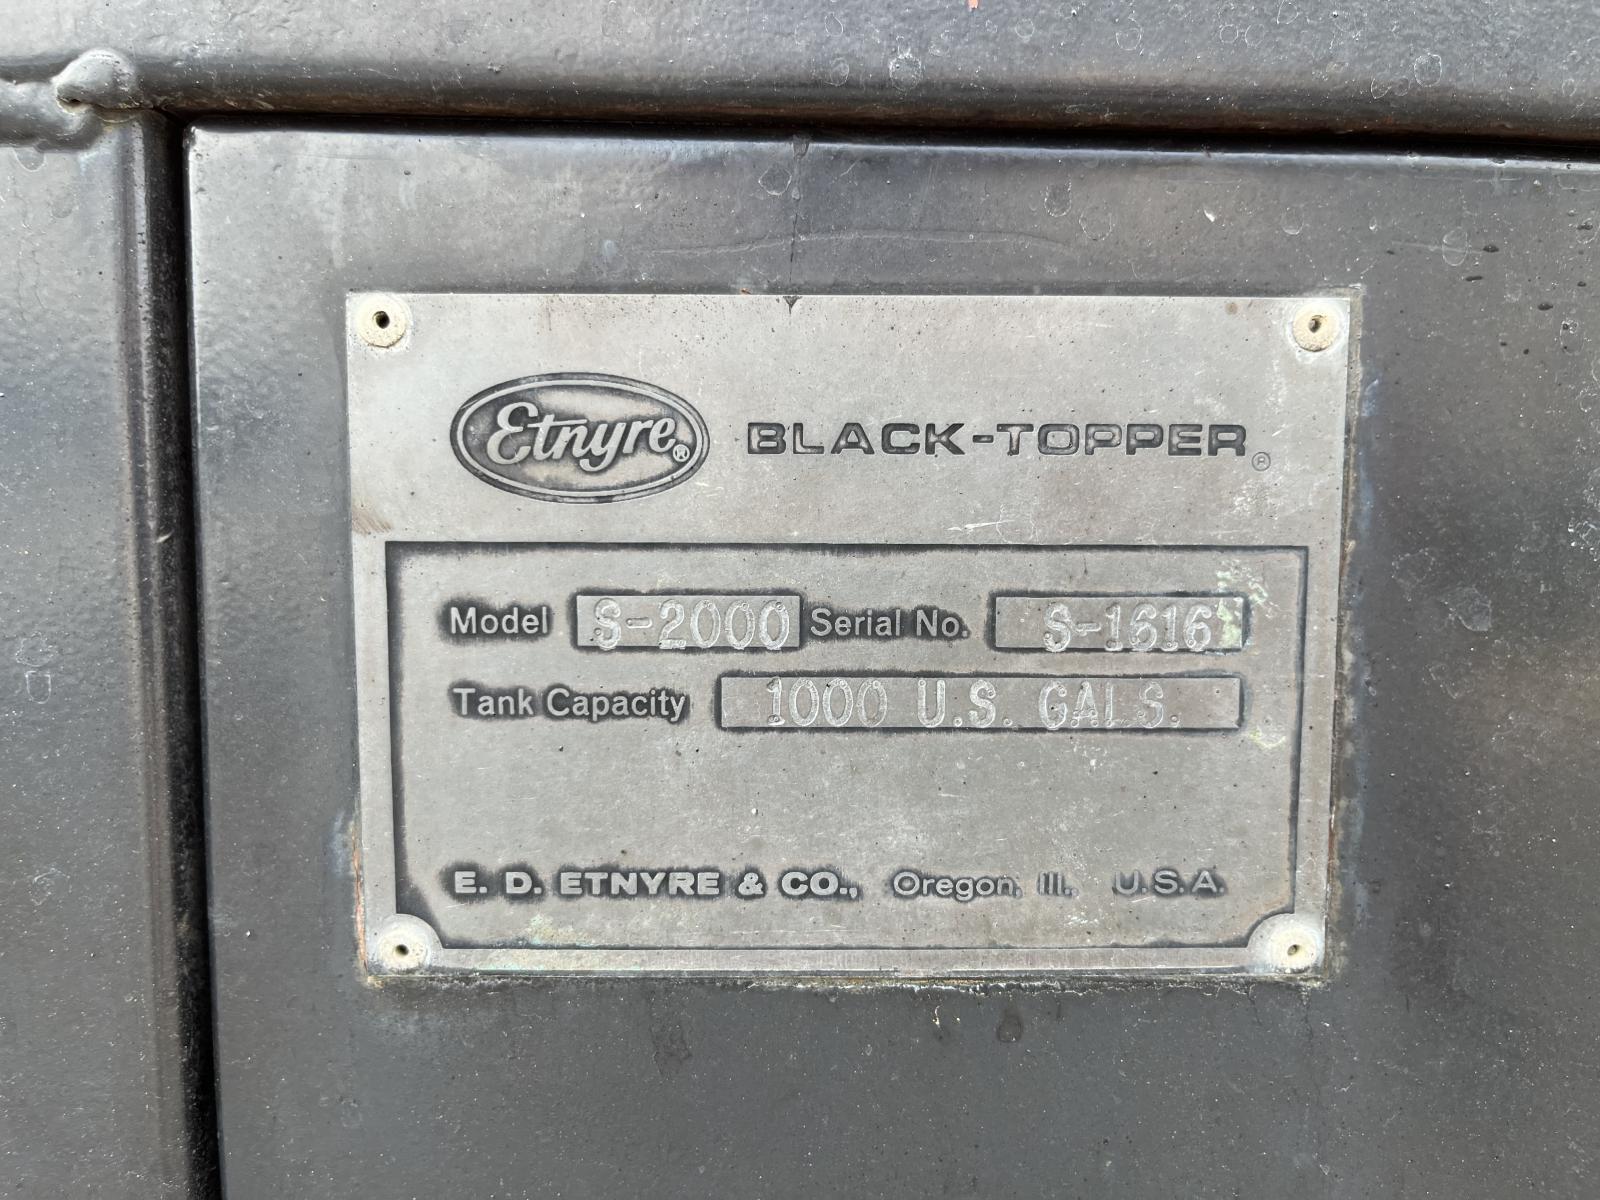 Etnyre® BLACK-TOPPER®
Model S-2000 Serial No. S-1616
Tank Capacity 1000 U.S. GALS.
E. D. ETNYRE & CO., Oregon, Ill. U.S.A.